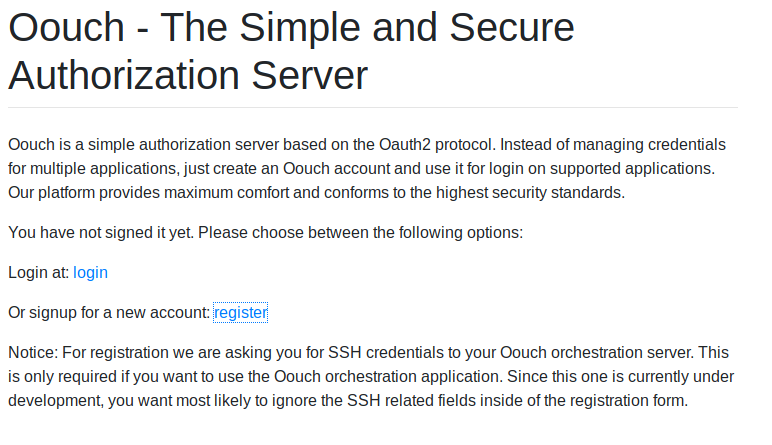 Oouch - The Simple and Secure
Authorization Server
Oouch is a simple authorization server based on the Oauth2 protocol. Instead of managing credentials
for multiple applications, just create an Oouch account and use it for login on supported applications.
Our platform provides maximum comfort and conforms to the highest security standards.
You have not signed it yet. Please choose between the following options:
Login at: login
Or signup for a new account: register
Notice: For registration we are asking you for SSH credentials to your Oouch orchestration server. This
is only required if you want to use the Oouch orchestration application. Since this one is currently under
development, you want most likely to ignore the SSH related fields inside of the registration form.